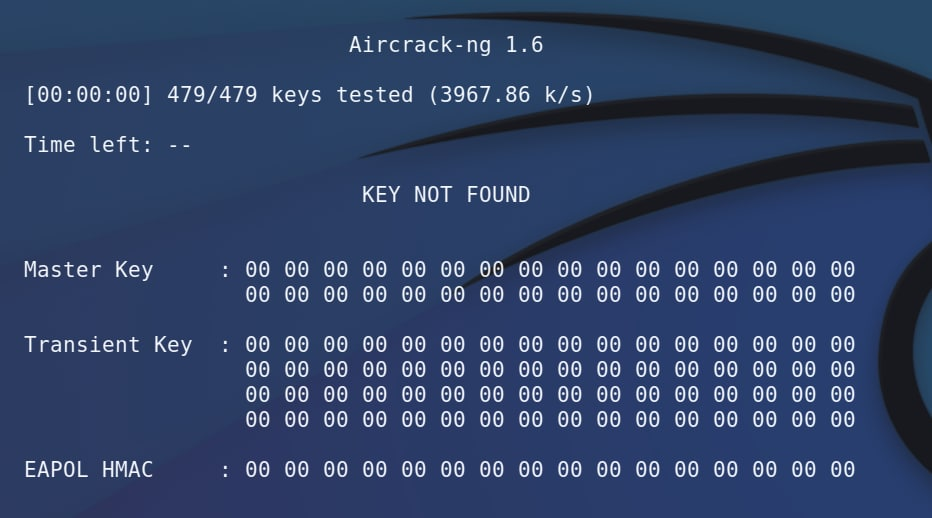 Aircrack-ng 1.6
[00:00:00] 479/479 keys tested (3967.86 k/s)
Time left: --
KEY NOT FOUND
Master Key : 00 00 00 00 00 00 00 00 00 00 00 00 00 00 00 00
00 00 00 00 00 00 00 00 00 00 00 00 00 00 00 00
Transient Key : 00 00 00 00 00 00 00 00 00 00 00 00 00 00 00 00
00 00 00 00 00 00 00 00 00 00 00 00 00 00 00 00
00 00 00 00 00 00 00 00 00 00 00 00 00 00 00 00
00 00 00 00 00 00 00 00 00 00 00 00 00 00 00 00
EAPOL HMAC : 00 00 00 00 00 00 00 00 00 00 00 00 00 00 00 00